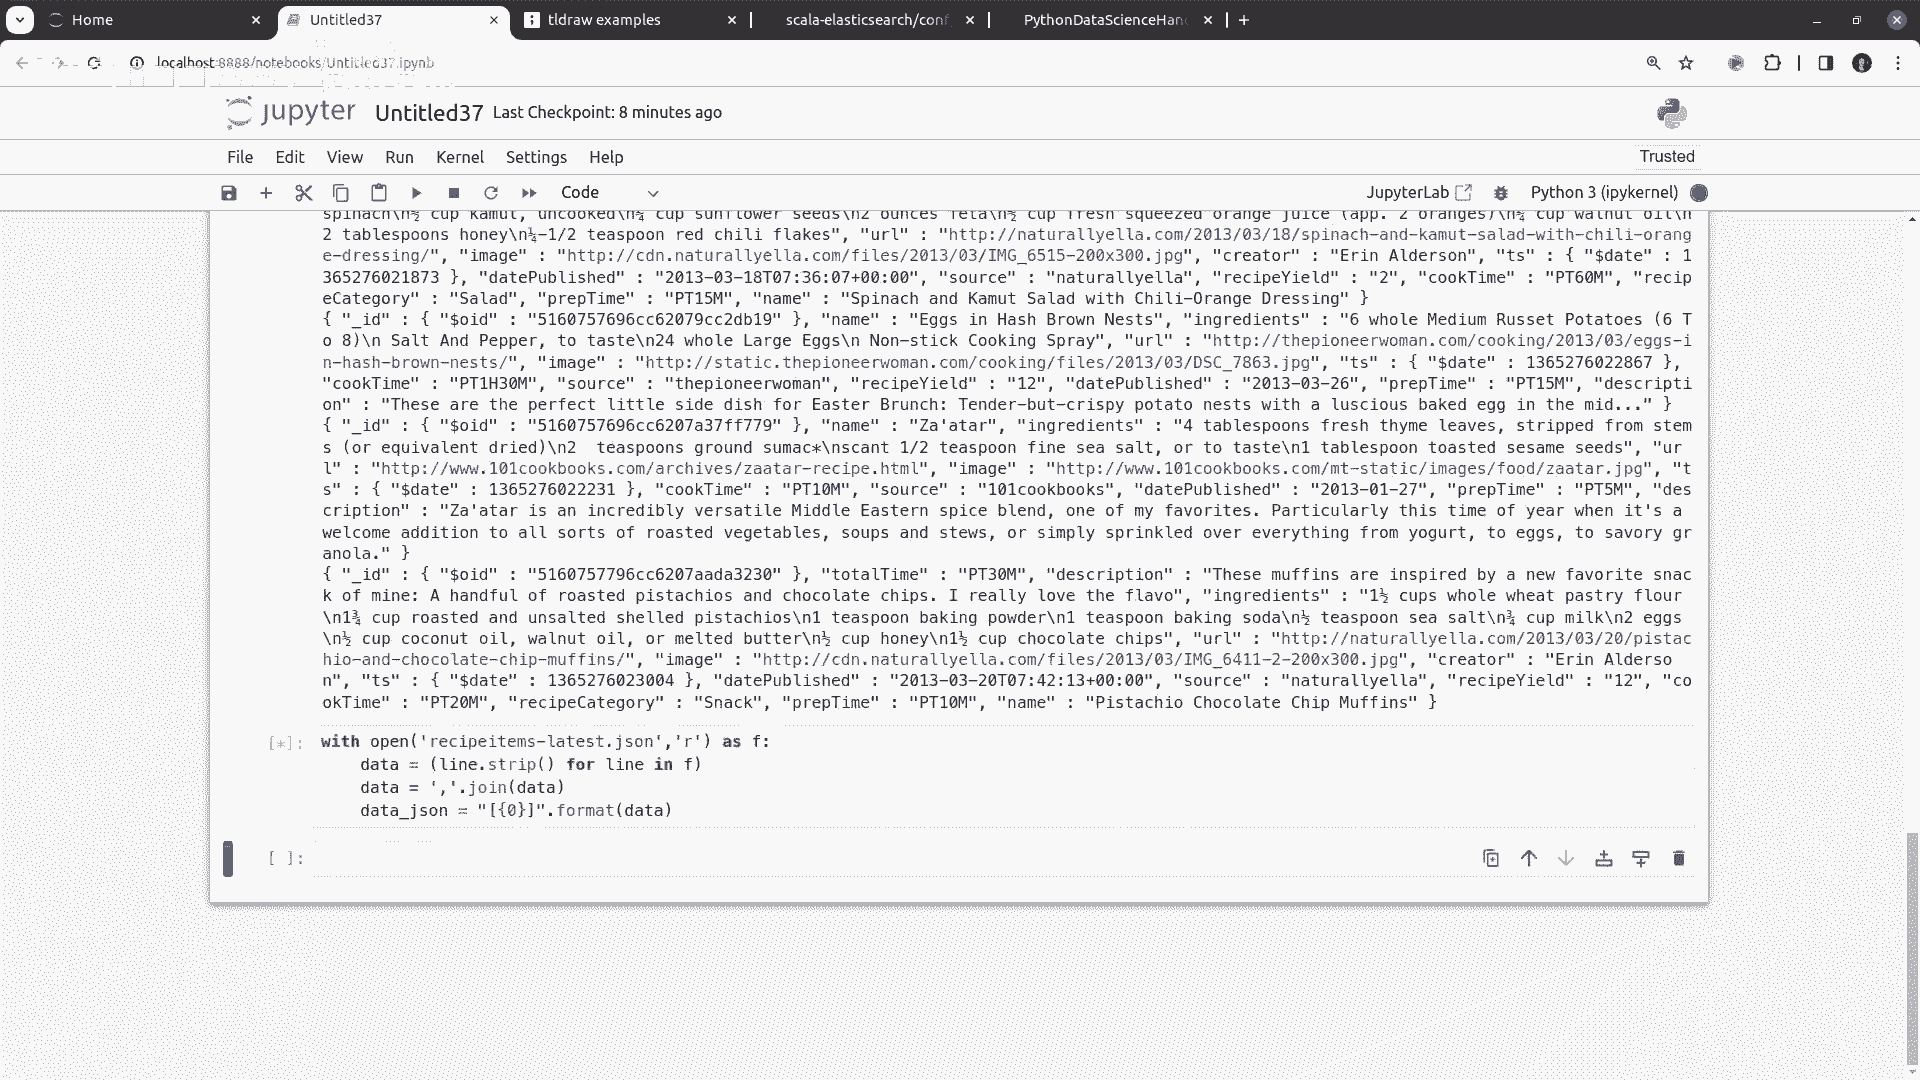 Home
Untitled37
tldraw examples
scala-elasticsearch/conf
PythonDataScienceHan
localhost:8888/notebooks/Untitled37.ipynb
jupyter Untitled37 Last Checkpoint: 8 minutes ago
File Edit View Run Kernel Settings Help Trusted
Code JupyterLab Python 3 (ipykernel)
spinach\n½ cup kamut, uncooked\n¼ cup sunflower seeds\n2 ounces feta\n½ cup fresh squeezed orange juice (app. 2 oranges)\n¼ cup walnut oil\n
2 tablespoons honey\n¼-1/2 teaspoon red chili flakes", "url" : "http://naturallyella.com/2013/03/18/spinach-and-kamut-salad-with-chili-orang
e-dressing/", "image" : "http://cdn.naturallyella.com/files/2013/03/IMG_6515-200x300.jpg", "creator" : "Erin Alderson", "ts" : { "$date" : 1
365276021873 }, "datePublished" : "2013-03-18T07:36:07+00:00", "source" : "naturallyella", "recipeYield" : "2", "cookTime" : "PT60M", "recip
eCategory" : "Salad", "prepTime" : "PT15M", "name" : "Spinach and Kamut Salad with Chili-Orange Dressing" }
{ "_id" : { "$oid" : "5160757696cc62079cc2db19" }, "name" : "Eggs in Hash Brown Nests", "ingredients" : "6 whole Medium Russet Potatoes (6 T
o 8)\n Salt And Pepper, to taste\n24 whole Large Eggs\n Non-stick Cooking Spray", "url" : "http://thepioneerwoman.com/cooking/2013/03/eggs-i
n-hash-brown-nests/", "image" : "http://static.thepioneerwoman.com/cooking/files/2013/03/DSC_7863.jpg", "ts" : { "$date" : 1365276022867 },
"cookTime" : "PT1H30M", "source" : "thepioneerwoman", "recipeYield" : "12", "datePublished" : "2013-03-26", "prepTime" : "PT15M", "descripti
on" : "These are the perfect little side dish for Easter Brunch: Tender-but-crispy potato nests with a luscious baked egg in the mid..." }
{ "_id" : { "$oid" : "5160757696cc6207a37ff779" }, "name" : "Za'atar", "ingredients" : "4 tablespoons fresh thyme leaves, stripped from stem
s (or equivalent dried)\n2  teaspoons ground sumac*\nscant 1/2 teaspoon fine sea salt, or to taste\n1 tablespoon toasted sesame seeds", "ur
l" : "http://www.101cookbooks.com/archives/zaatar-recipe.html", "image" : "http://www.101cookbooks.com/mt-static/images/food/zaatar.jpg", "t
s" : { "$date" : 1365276022231 }, "cookTime" : "PT10M", "source" : "101cookbooks", "datePublished" : "2013-01-27", "prepTime" : "PT5M", "des
cription" : "Za'atar is an incredibly versatile Middle Eastern spice blend, one of my favorites. Particularly this time of year when it's a
welcome addition to all sorts of roasted vegetables, soups and stews, or simply sprinkled over everything from yogurt, to eggs, to savory gr
anola." }
{ "_id" : { "$oid" : "5160757796cc6207aada3230" }, "totalTime" : "PT30M", "description" : "These muffins are inspired by a new favorite snac
k of mine: A handful of roasted pistachios and chocolate chips. I really love the flavo", "ingredients" : "1½ cups whole wheat pastry flour
\n1¾ cup roasted and unsalted shelled pistachios\n1 teaspoon baking powder\n1 teaspoon baking soda\n½ teaspoon sea salt\n¾ cup milk\n2 eggs
\n½ cup coconut oil, walnut oil, or melted butter\n½ cup honey\n1½ cup chocolate chips", "url" : "http://naturallyella.com/2013/03/20/pistac
hio-and-chocolate-chip-muffins/", "image" : "http://cdn.naturallyella.com/files/2013/03/IMG_6411-2-200x300.jpg", "creator" : "Erin Alderso
n", "ts" : { "$date" : 1365276023004 }, "datePublished" : "2013-03-20T07:42:13+00:00", "source" : "naturallyella", "recipeYield" : "12", "co
okTime" : "PT20M", "recipeCategory" : "Snack", "prepTime" : "PT10M", "name" : "Pistachio Chocolate Chip Muffins" }
[*]: with open('recipeitems-latest.json','r') as f:
    data = (line.strip() for line in f)
    data = ','.join(data)
    data_json = "[{0}]".format(data)
[ ]: